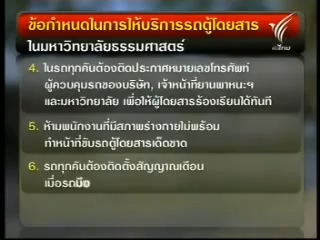 ข้อกำหนดในการให้บริการรถตู้โดยสาร
ในมหาวิทยาลัยธรรมศาสตร์
4. ในรถทุกคันต้องติดประกาศหมายเลขโทรศัพท์
ผู้ควบคุมรถของบริษัท, เจ้าหน้าที่ยานพาหนะฯ
และมหาวิทยาลัย เพื่อให้ผู้โดยสารร้องเรียนได้ทันที
5. ห้ามพนักงานที่มีสภาพร่างกายไม่พร้อม
ทำหน้าที่ขับรถตู้โดยสารเด็ดขาด
6. รถทุกคันต้องติดตั้งสัญญาณเตือน
เมื่อรถมีอ